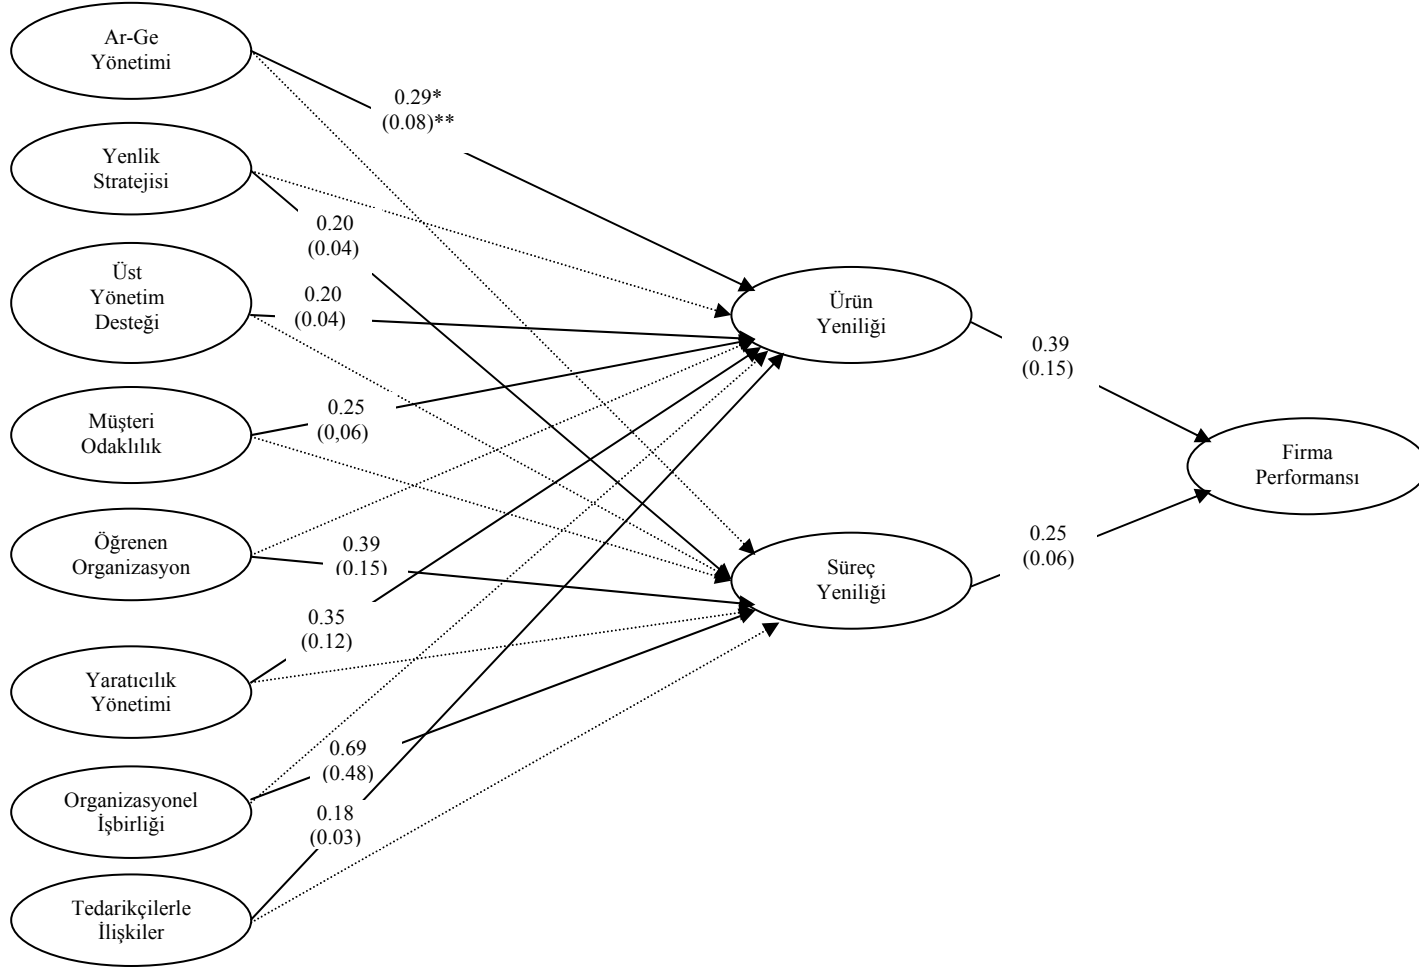 Ar-Ge
Yönetimi
0.29*
(0.08)**
Yenlik
Stratejisi
0.20
(0.04)
Üst
Yönetim
Desteği
0.20
(0.04)
Ürün
Yeniliği
0.39
(0.15)
Müşteri
Odaklılık
0.25
(0,06)
Firma
Performansı
Öğrenen
Organizasyon
0.39
(0.15)
Süreç
Yeniliği
0.25
(0.06)
Yaratıcılık
Yönetimi
0.35
(0.12)
Organizasyonel
İşbirliği
0.69
(0.48)
0.18
(0.03)
Tedarikçilerle
İlişkiler